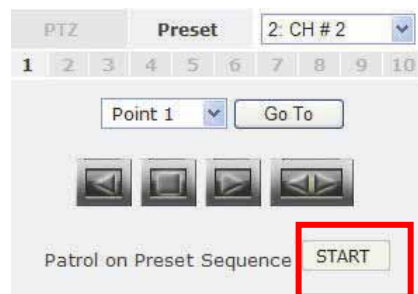 PTZ Preset 2: CH # 2
1 2 3 4 5 6 7 8 9 10
Point 1 Go To
Patrol on Preset Sequence START